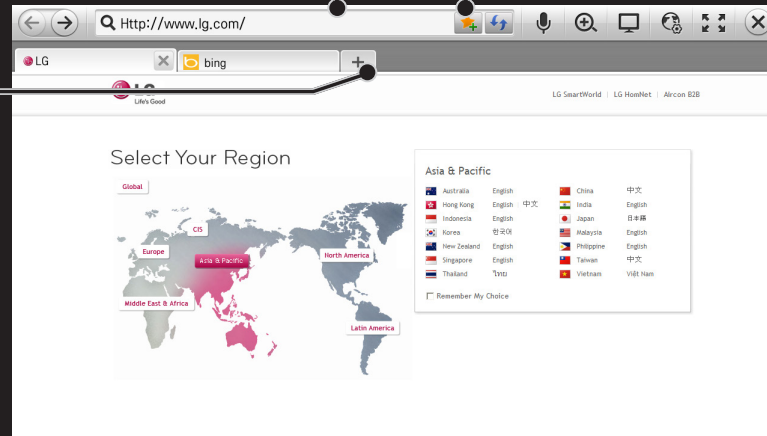 Http://www.lg.com/
LG
bing
LG
Life's Good
LG SmartWorld | LG HomNet | Aircon B2B
Select Your Region
Global
CIS
Europe
Asia & Pacific
North America
Middle East & Africa
Latin America
Asia & Pacific
Australia English China 中文
Hong Kong English | 中文 India English
Indonesia English Japan 日本語
Korea 한국어 Malaysia English
New Zealand English Philippine English
Singapore English Taiwan 中文
Thailand ไทย Vietnam Việt Nam
Remember My Choice